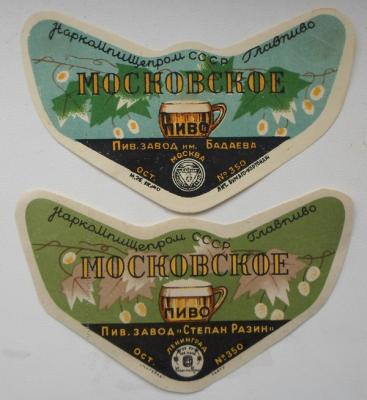 Наркомпищепром СССР Главпиво
МОСКОВСКОЕ
ПИВО
ПИВ. ЗАВОД ИМ. БАДАЕВА
МОСКВА
ОСТ. № 350
Наркомпищепром СССР Главпиво
МОСКОВСКОЕ
ПИВО
ПИВ. ЗАВОД „СТЕПАН РАЗИН"
ЛЕНИНГРАД
ОСТ. № 350